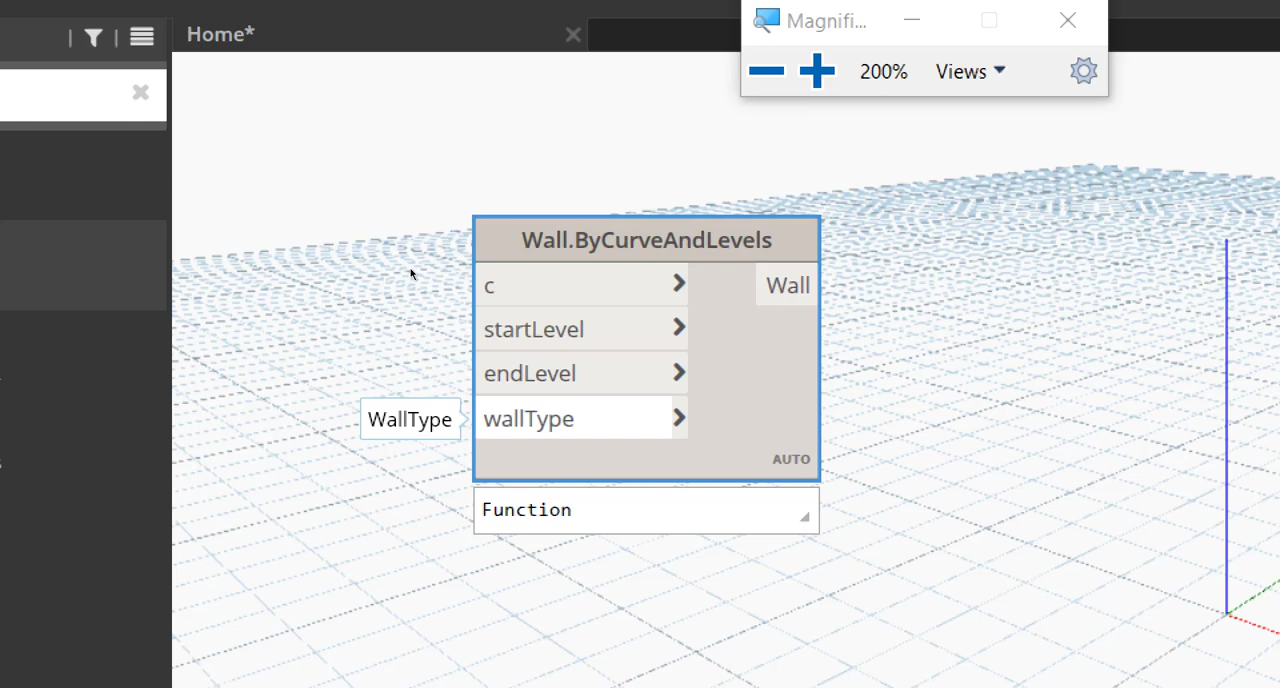 Home*
Magnifi...
200%
Views
Wall.ByCurveAndLevels
c
Wall
startLevel
endLevel
WallType
wallType
AUTO
Function